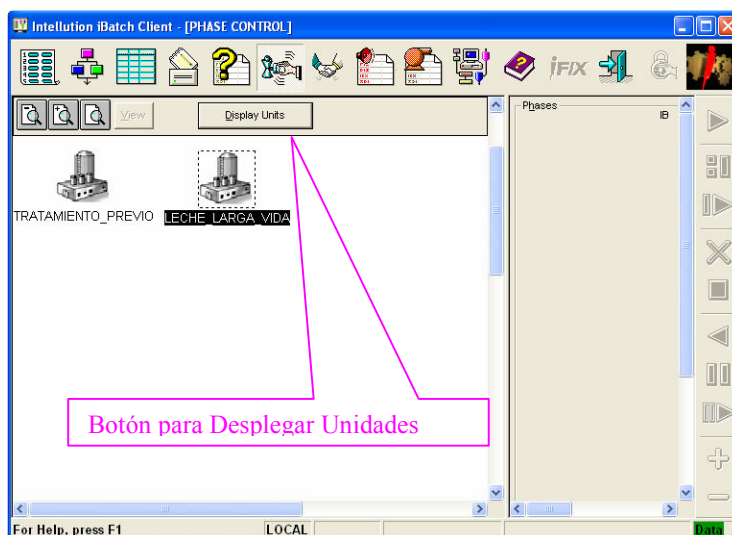 Intellution iBatch Client - [PHASE CONTROL]
iFIX
View
Display Units
Phases
IB
TRATAMIENTO_PREVIO
LECHE_LARGA_VIDA
Botón para Desplegar Unidades
For Help, press F1
LOCAL
Data